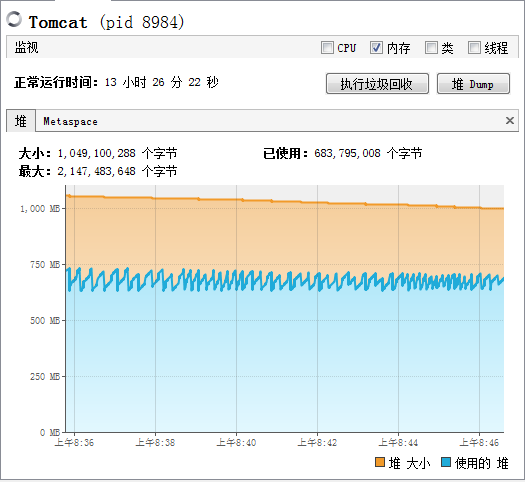 Tomcat (pid 8984)
监视 CPU 内存 类 线程
正常运行时间: 13 小时 26 分 22 秒 执行垃圾回收 堆 Dump
堆 Metaspace
大小: 1,049,100,288 个字节 已使用: 683,795,008 个字节
最大: 2,147,483,648 个字节
1,000 MB
750 MB
500 MB
250 MB
0 MB
上午8:36 上午8:38 上午8:40 上午8:42 上午8:44 上午8:46
堆 大小 使用的 堆